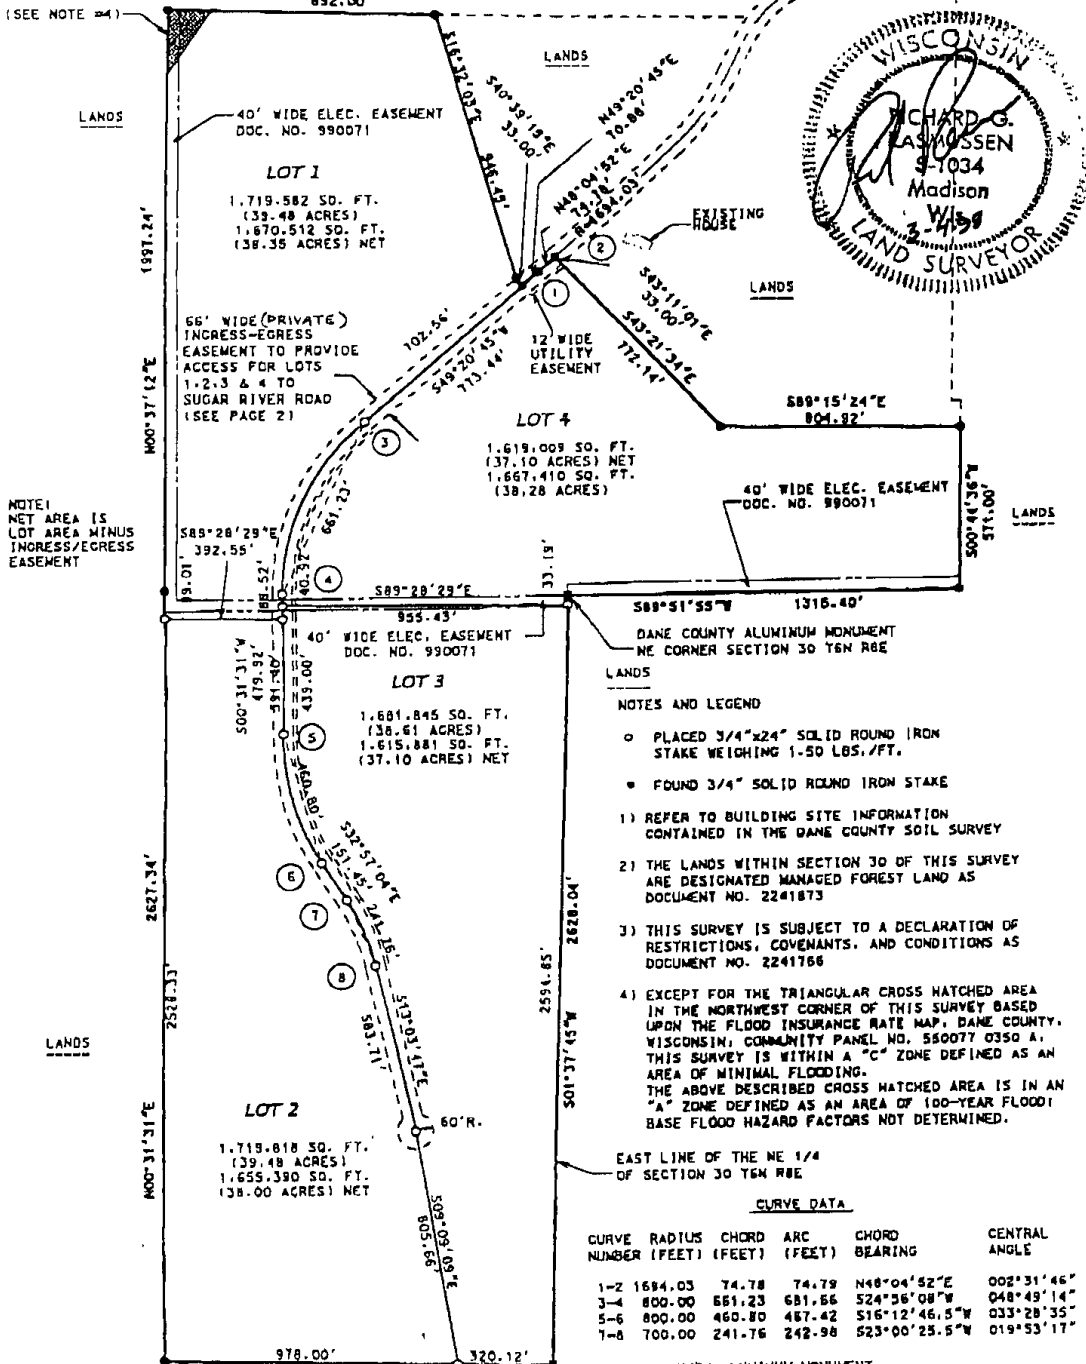 892.00'
(SEE NOTE #4)
LANDS
40' WIDE ELEC. EASEMENT
DOC. NO. 990071
LOT 1
1.719.582 SQ. FT.
(39.48 ACRES)
1.670.512 SQ. FT.
(38.35 ACRES) NET
1997.24'
N00°37'12"E
S16°32'03"E
946.49'
LANDS
S40°39'15"E
33.00'
N49°20'45"E
70.88'
N48°04'52"E
74.78'
R=1694.03'
EXISTING
HOUSE
2
1
WISCONSIN
RICHARD G.
RASMUSSEN
S-1034
Madison
Wis.
LAND SURVEYOR
LANDS
S43°11'01"E
33.00'
S43°21'34"E
772.14'
66' WIDE (PRIVATE)
INGRESS-EGRESS
EASEMENT TO PROVIDE
ACCESS FOR LOTS
1,2,3 & 4 TO
SUGAR RIVER ROAD
(SEE PAGE 2)
702.56'
S49°20'45"W
773.44'
12' WIDE
UTILITY
EASEMENT
S89°15'24"E
804.92'
3
LOT 4
1.619.009 SQ. FT.
(37.10 ACRES) NET
1.667.410 SQ. FT.
(38.28 ACRES)
40' WIDE ELEC. EASEMENT
DOC. NO. 990071
S00°44'36"W
571.00'
LANDS
NOTE:
NET AREA IS
LOT AREA MINUS
INGRESS/EGRESS
EASEMENT
S89°28'29"E
392.55'
661.23'
40.92'
4
33.19'
S89°28'29"E
955.43'
S89°51'55"W
1316.40'
40' WIDE ELEC. EASEMENT
DOC. NO. 990071
DANE COUNTY ALUMINUM MONUMENT
NE CORNER SECTION 30 T6N R8E
LANDS
S00°31'31"W
479.92'
591.40'
439.00'
LOT 3
1.681.845 SQ. FT.
(38.61 ACRES)
1.615.881 SQ. FT.
(37.10 ACRES) NET
5
460.80'
S32°57'04"E
151.45'
6
7
241.76'
8
S13°03'47"E
583.71'
60'R.
2627.34'
2528.33'
N00°31'31"E
LANDS
LOT 2
1.719.818 SQ. FT.
(39.48 ACRES)
1.655.390 SQ. FT.
(38.00 ACRES) NET
S09°09'09"E
805.66'
2628.04'
2594.85'
S01°37'45"W
978.00'
320.12'
NOTES AND LEGEND
○ PLACED 3/4"x24" SOLID ROUND IRON
STAKE WEIGHING 1.50 LBS./FT.
● FOUND 3/4" SOLID ROUND IRON STAKE
1) REFER TO BUILDING SITE INFORMATION
CONTAINED IN THE DANE COUNTY SOIL SURVEY
2) THE LANDS WITHIN SECTION 30 OF THIS SURVEY
ARE DESIGNATED MANAGED FOREST LAND AS
DOCUMENT NO. 2241873
3) THIS SURVEY IS SUBJECT TO A DECLARATION OF
RESTRICTIONS, COVENANTS, AND CONDITIONS AS
DOCUMENT NO. 2241766
4) EXCEPT FOR THE TRIANGULAR CROSS HATCHED AREA
IN THE NORTHWEST CORNER OF THIS SURVEY BASED
UPON THE FLOOD INSURANCE RATE MAP, DANE COUNTY,
WISCONSIN, COMMUNITY PANEL NO. 550077 0350 A,
THIS SURVEY IS WITHIN A "C" ZONE DEFINED AS AN
AREA OF MINIMAL FLOODING.
THE ABOVE DESCRIBED CROSS HATCHED AREA IS IN AN
"A" ZONE DEFINED AS AN AREA OF 100-YEAR FLOOD:
BASE FLOOD HAZARD FACTORS NOT DETERMINED.
EAST LINE OF THE NE 1/4
OF SECTION 30 T6N R8E
CURVE DATA
CURVE RADIUS CHORD ARC CHORD CENTRAL
NUMBER (FEET) (FEET) (FEET) BEARING ANGLE
1-2 1694.03 74.78 74.79 N48°04'52"E 002°31'46"
3-4 800.00 661.23 681.66 S24°56'08"W 048°49'14"
5-6 800.00 460.80 467.42 S16°12'46.5"W 033°28'35"
7-8 700.00 241.76 242.98 S23°00'25.5"W 019°53'17"